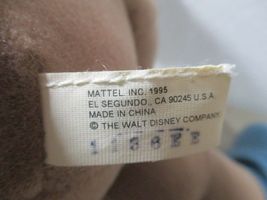 MATTEL. INC. 1995
EL SEGUNDO., CA 90245 U.S.A.
MADE IN CHINA
© THE WALT DISNEY COMPANY